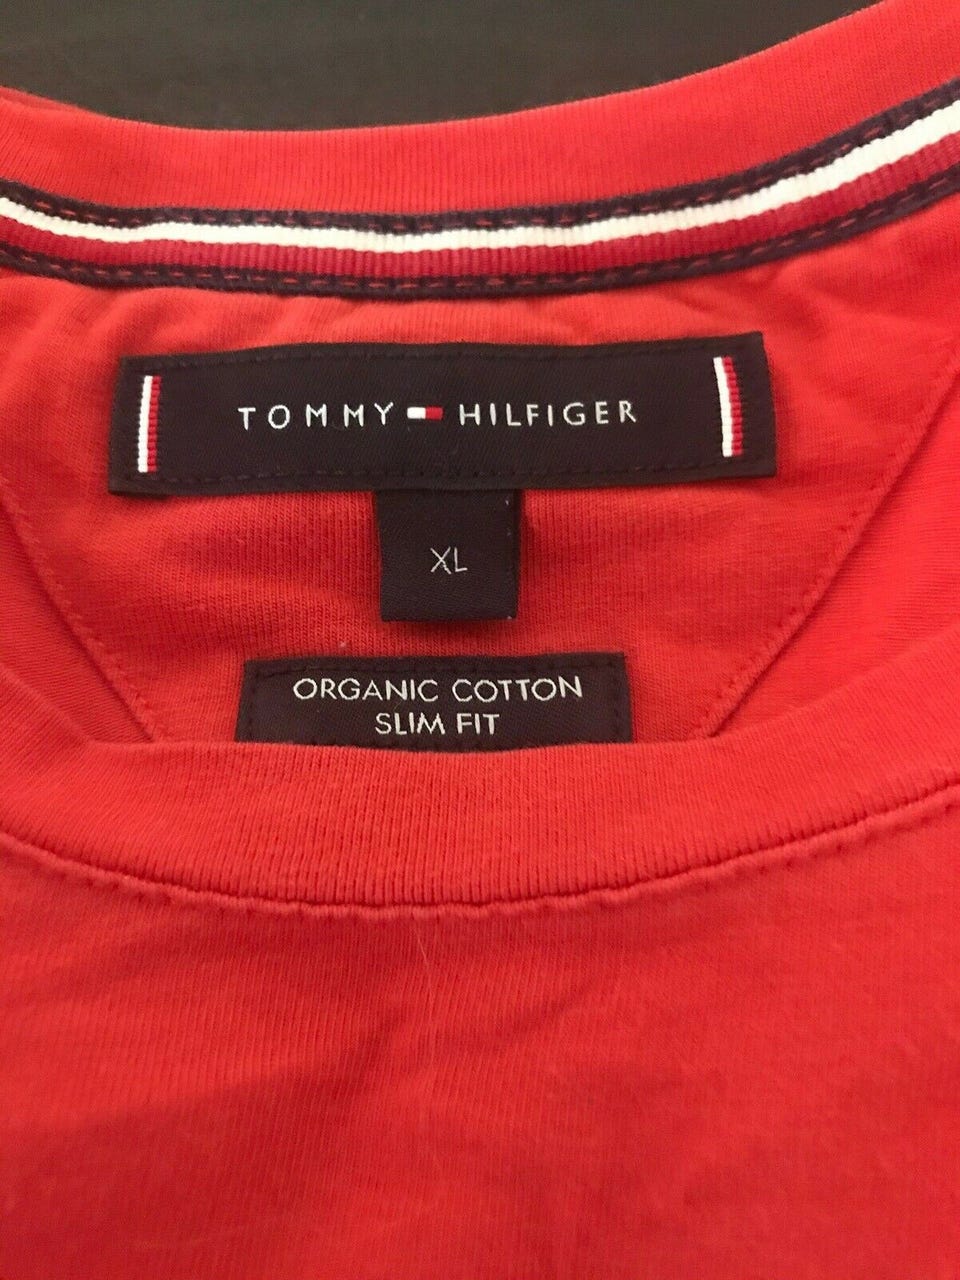 TOMMY HILFIGER
XL
ORGANIC COTTON
SLIM FIT